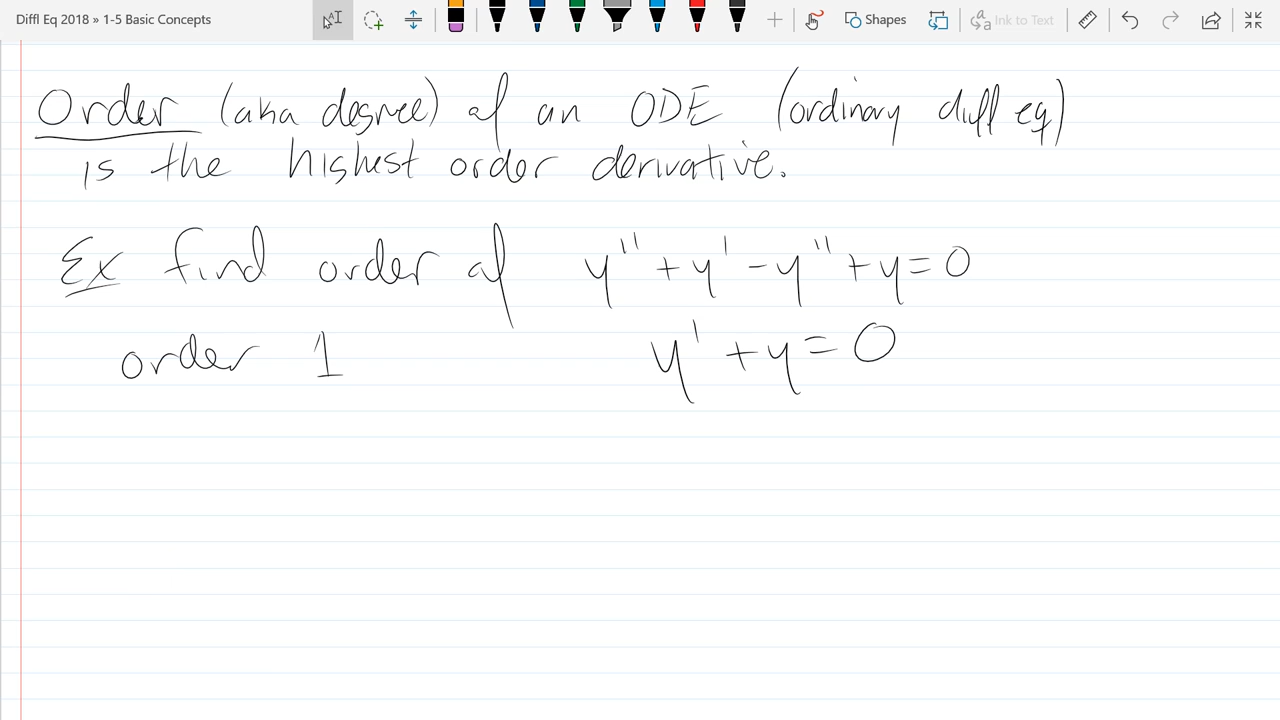 Diffl Eq 2018 » 1-5 Basic Concepts
Shapes
Ink to Text
Order (aka degree) of an ODE (ordinary diff eq)
is the highest order derivative.
Ex find order of y'' + y' - y'' + y = 0
order 1 y' + y = 0